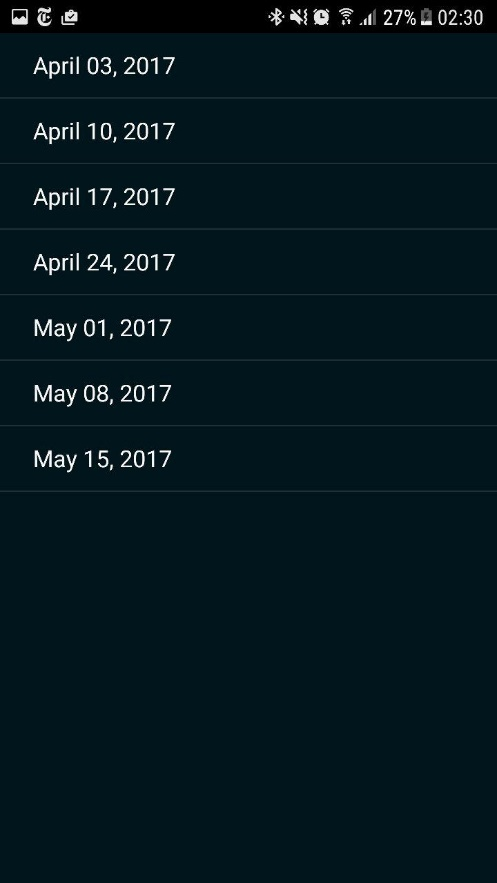 27% 02:30
April 03, 2017
April 10, 2017
April 17, 2017
April 24, 2017
May 01, 2017
May 08, 2017
May 15, 2017